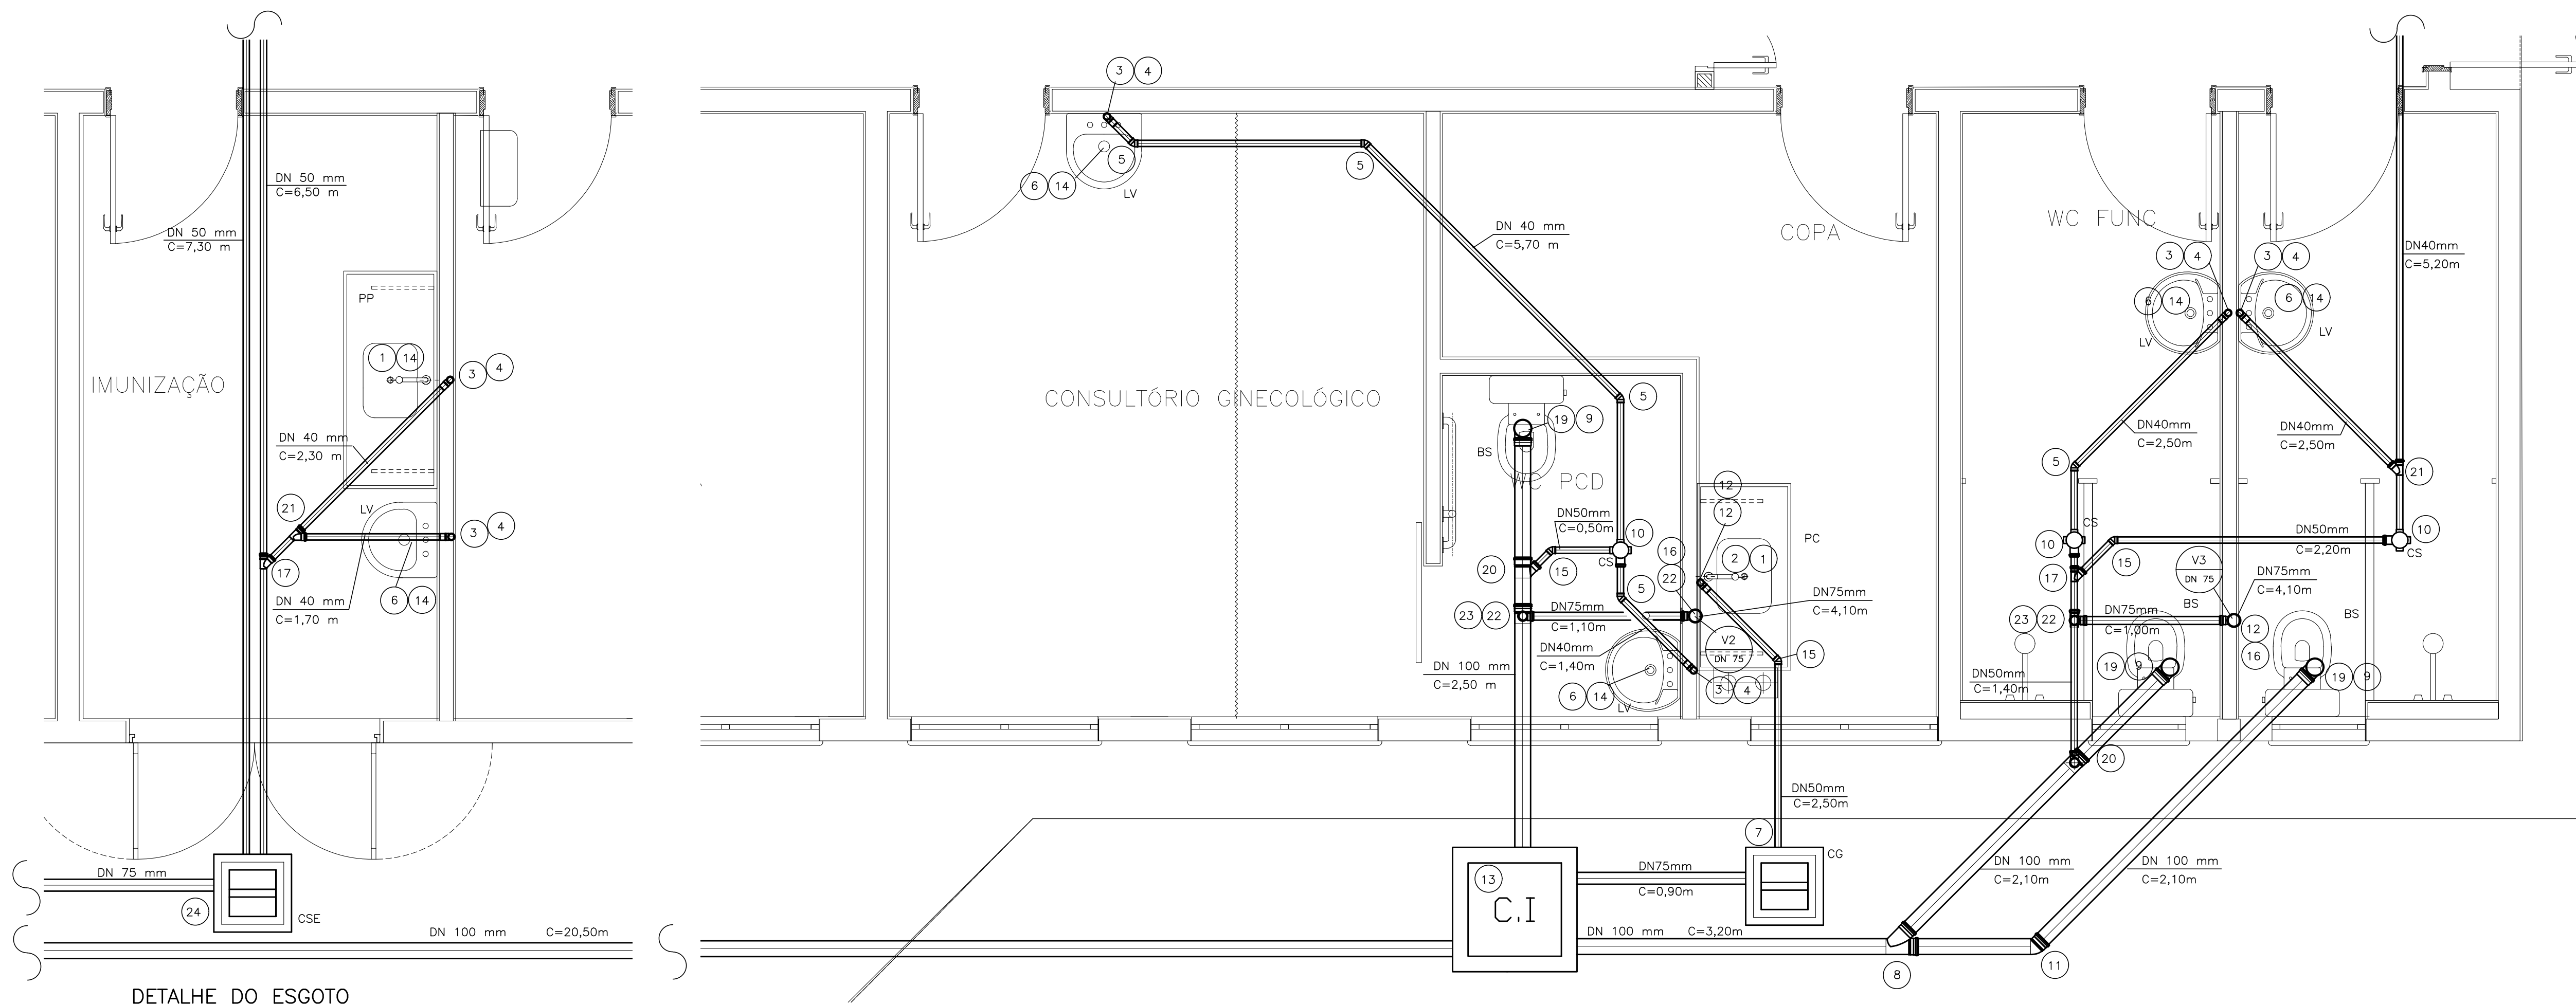 DN 50 mm
C=6,50 m
DN 50 mm
C=7,30 m
PP
1
14
IMUNIZAÇÃO
3
4
DN 40 mm
C=2,30 m
21
LV
3
4
17
6
14
DN 40 mm
C=1,70 m
DN 75 mm
24
CSE
DN 100 mm
C=20,50m
DETALHE DO ESGOTO
3
4
5
6
14
LV
5
DN 40 mm
C=5,70 m
CONSULTÓRIO GINECOLÓGICO
5
19
9
BS
WC PCD
DN50mm
C=0,50m
10
CS
20
15
5
23
22
DN75mm
C=1,10m
DN40mm
C=1,40m
DN 100 mm
C=2,50 m
6
14
LV
3
4
V2
DN 75
COPA
12
12
PC
16
2
1
22
DN75mm
C=4,10m
15
DN50mm
C=2,50m
7
CG
13
C.I
DN75mm
C=0,90m
DN 100 mm
C=3,20m
8
11
WC FUNC
3
4
3
4
6
14
6
14
LV
LV
DN40mm
C=5,20m
DN40mm
C=2,50m
DN40mm
C=2,50m
5
21
CS
10
DN50mm
C=2,20m
10
CS
17
15
V3
DN 75
DN75mm
C=4,10m
BS
BS
23
22
DN75mm
C=1,00m
12
16
DN50mm
C=1,40m
19
9
19
9
20
DN 100 mm
C=2,10m
DN 100 mm
C=2,10m